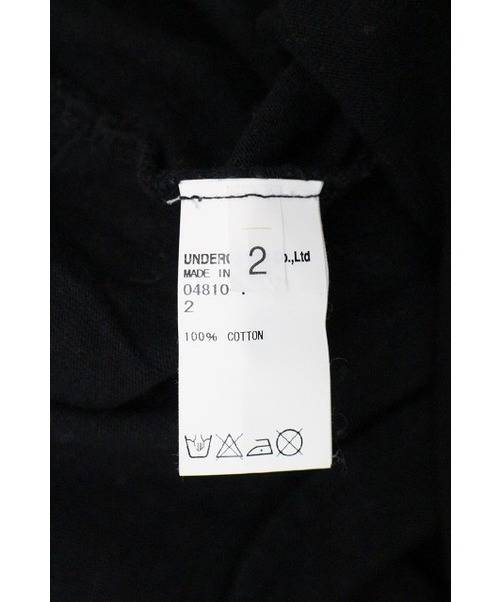 2
UNDERC o.,Ltd
MADE IN
04810 .
2
100% COTTON